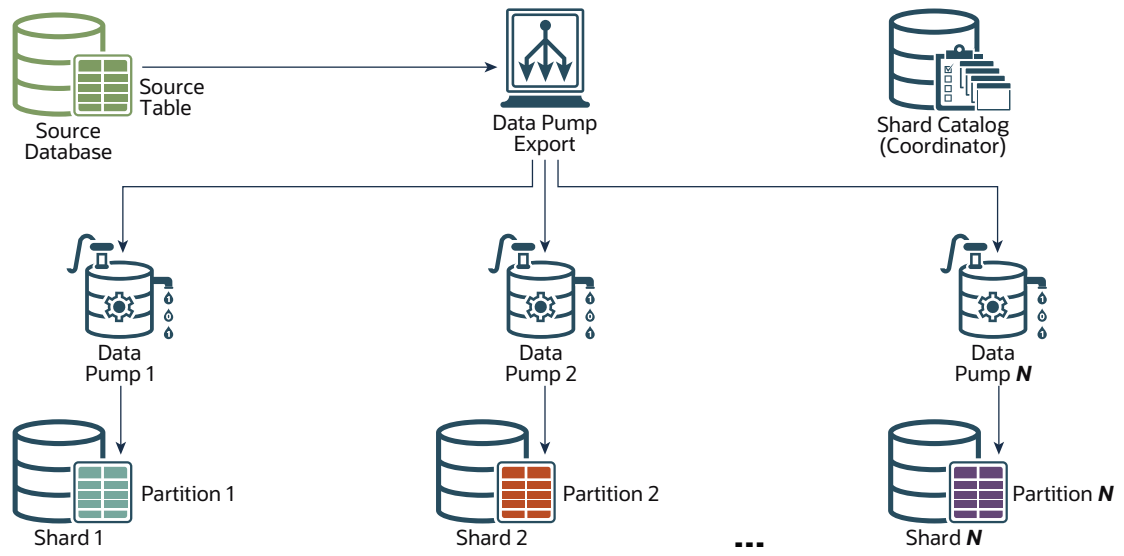 Source
Table
Source
Database
Data Pump
Export
Shard Catalog
(Coordinator)
Data
Pump 1
Data
Pump 2
Data
Pump N
Partition 1
Shard 1
Partition 2
Shard 2
...
Partition N
Shard N